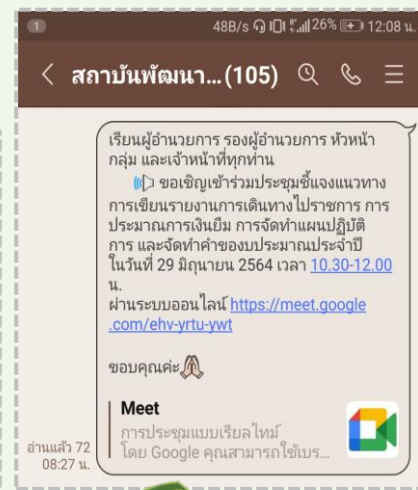 1 48B/s 26% 12:08 น.
สถาบันพัฒนา...(105)
เรียนผู้อำนวยการ รองผู้อำนวยการ หัวหน้า
กลุ่ม และเจ้าหน้าที่ทุกท่าน
ขอเชิญเข้าร่วมประชุมชี้แจงแนวทาง
การเขียนรายงานการเดินทางไปราชการ การ
ประมาณการเงินยืม การจัดทำแผนปฏิบัติ
การ และจัดทำคำของบประมาณประจำปี
ในวันที่ 29 มิถุนายน 2564 เวลา 10.30-12.00
น.
ผ่านระบบออนไลน์ https://meet.google
.com/ehv-yrtu-ywt
ขอบคุณค่ะ
Meet
การประชุมแบบเรียลไทม์
โดย Google คุณสามารถใช้เบร...
อ่านแล้ว 72
08:27 น.